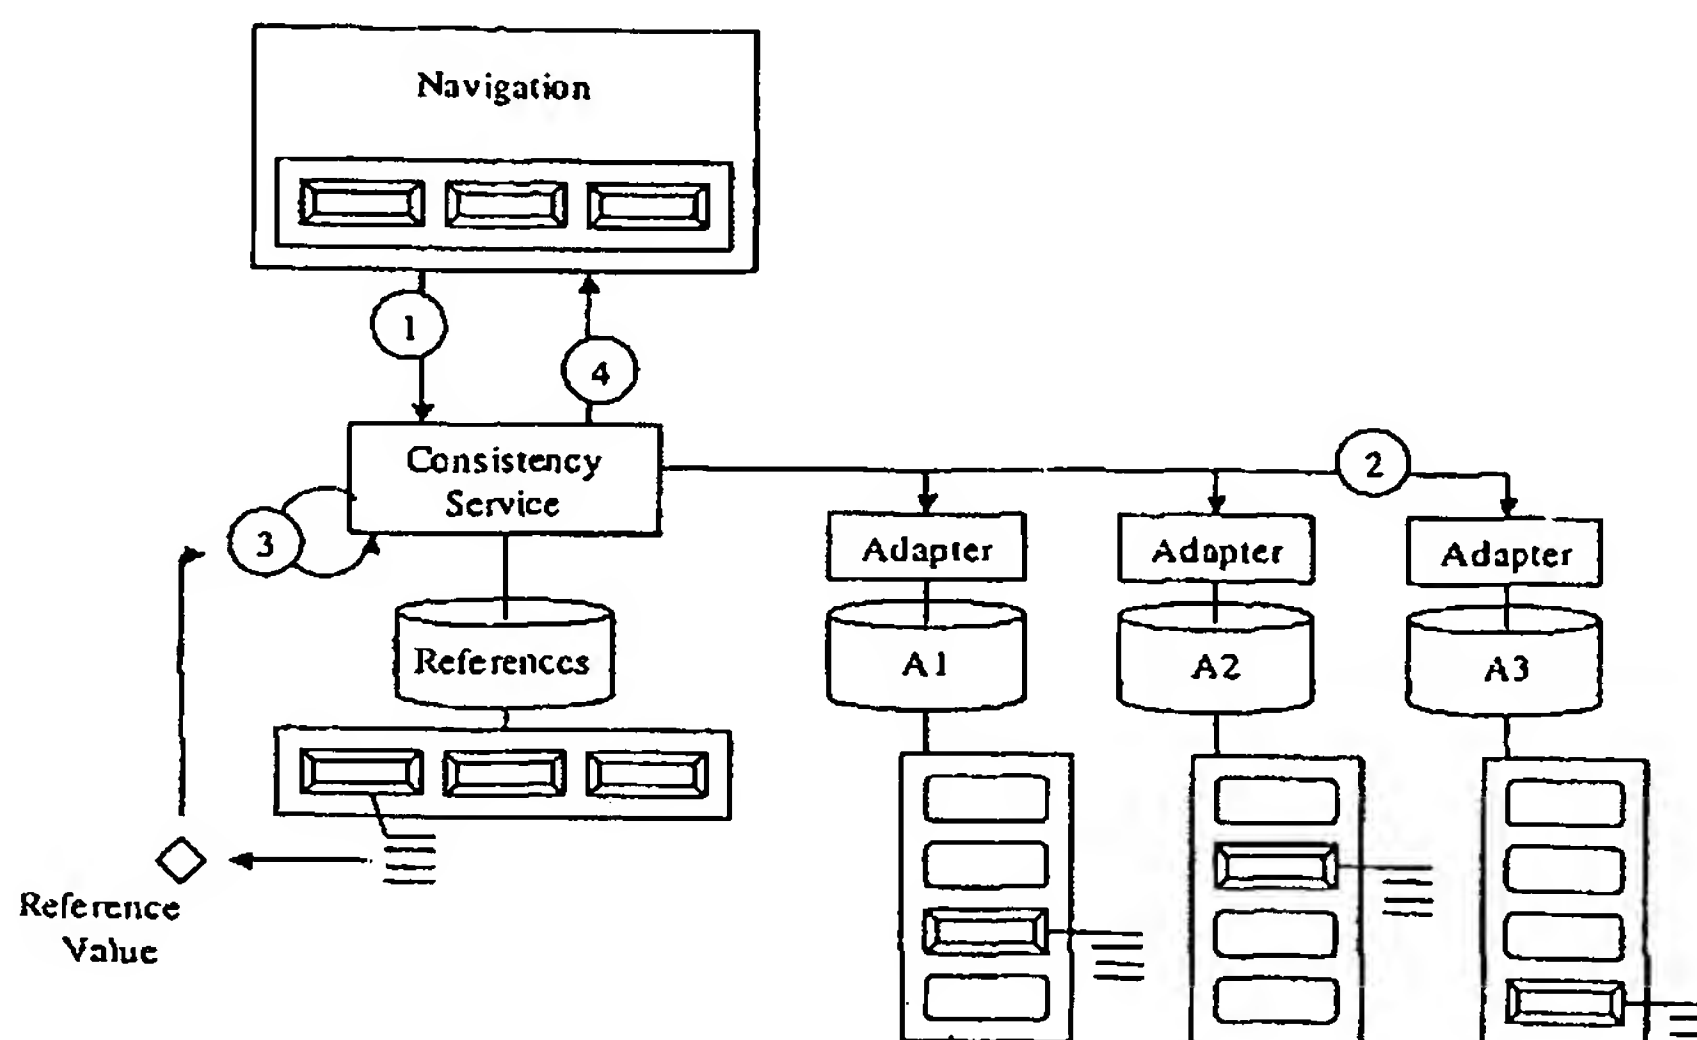 Navigation
1
4
Consistency
Service
2
3
Adapter
Adapter
Adapter
References
A1
A2
A3
Reference
Value